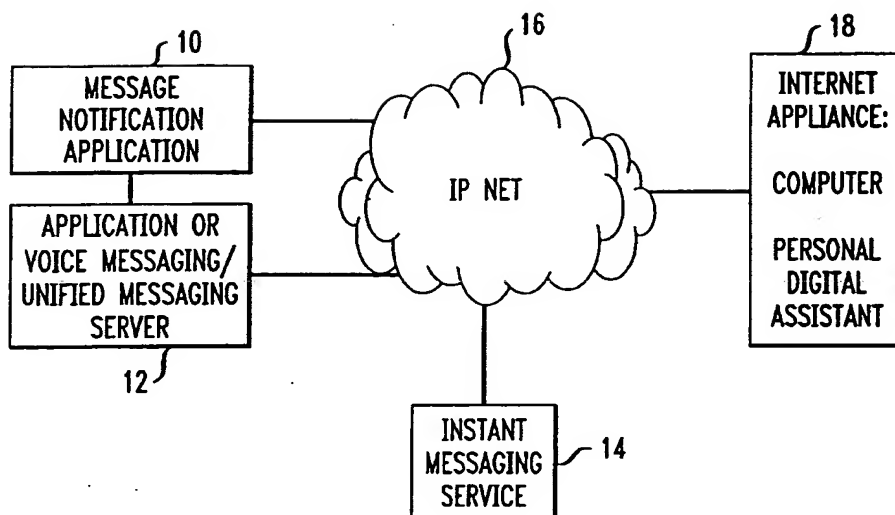 10
MESSAGE
NOTIFICATION
APPLICATION
APPLICATION OR
VOICE MESSAGING/
UNIFIED MESSAGING
SERVER
12
16
IP NET
INSTANT
MESSAGING
SERVICE
14
18
INTERNET
APPLIANCE:
COMPUTER
PERSONAL
DIGITAL
ASSISTANT